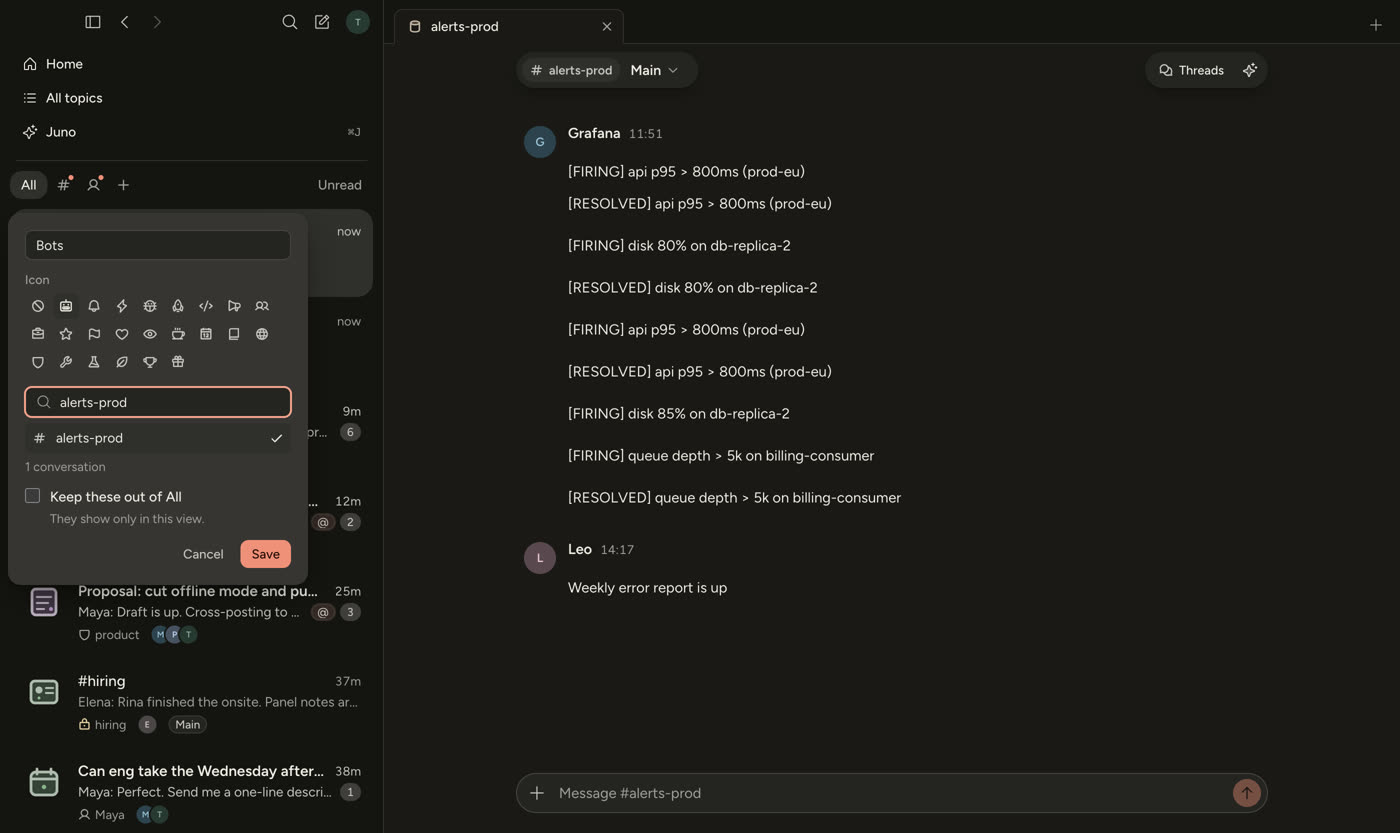 T
Home
All topics
Juno
⌘J
All
Unread
now
Bots
Icon
now
alerts-prod
9m
alerts-prod
pr...
6
1 conversation
Keep these out of All
...
12m
They show only in this view.
@
2
Cancel
Save
Proposal: cut offline mode and pu...
25m
Maya: Draft is up. Cross-posting to ...
@
3
product
M
P
T
#hiring
37m
Elena: Rina finished the onsite. Panel notes ar...
hiring
E
Main
Can eng take the Wednesday after...
38m
Maya: Perfect. Send me a one-line descri...
1
Maya
M
T
alerts-prod
# alerts-prod
Main
Threads
G
Grafana
11:51
[FIRING] api p95 > 800ms (prod-eu)
[RESOLVED] api p95 > 800ms (prod-eu)
[FIRING] disk 80% on db-replica-2
[RESOLVED] disk 80% on db-replica-2
[FIRING] api p95 > 800ms (prod-eu)
[RESOLVED] api p95 > 800ms (prod-eu)
[FIRING] disk 85% on db-replica-2
[FIRING] queue depth > 5k on billing-consumer
[RESOLVED] queue depth > 5k on billing-consumer
L
Leo
14:17
Weekly error report is up
Message #alerts-prod